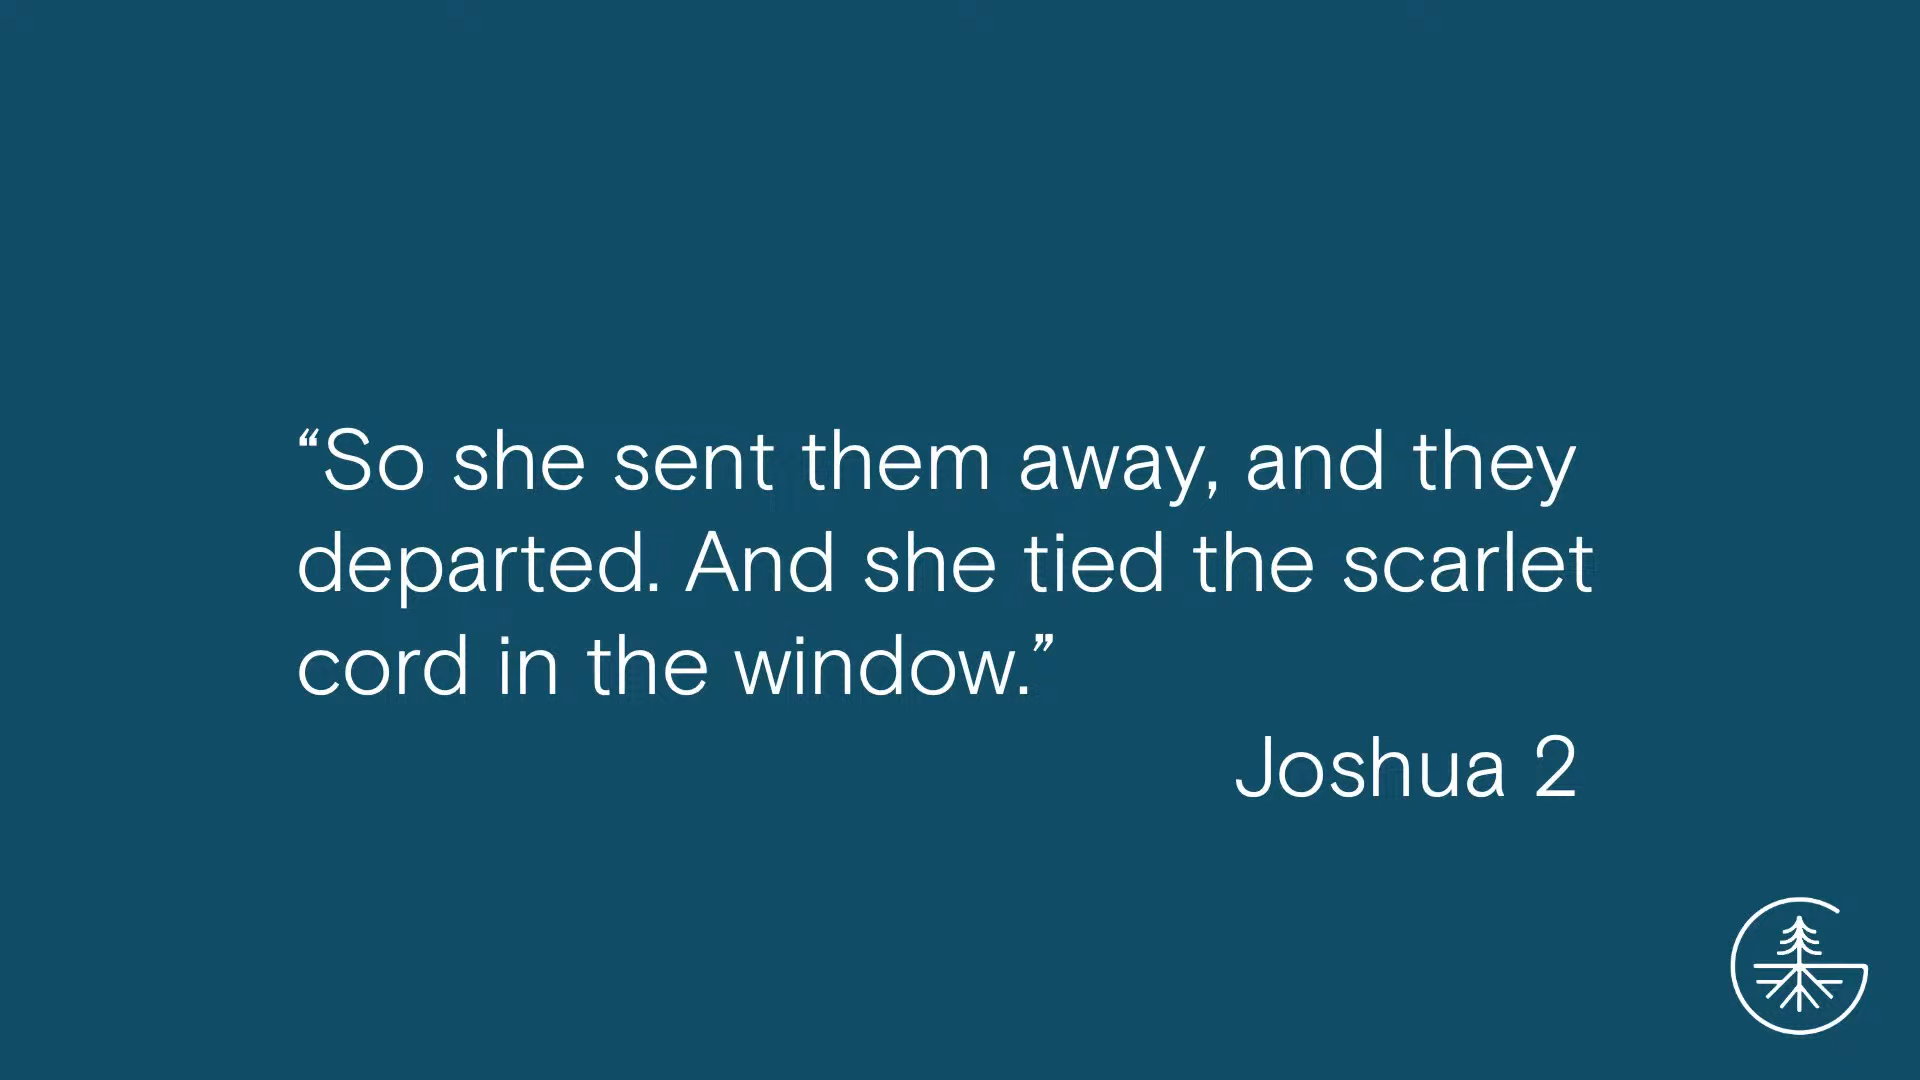 “So she sent them away, and they
departed. And she tied the scarlet
cord in the window.”
Joshua 2